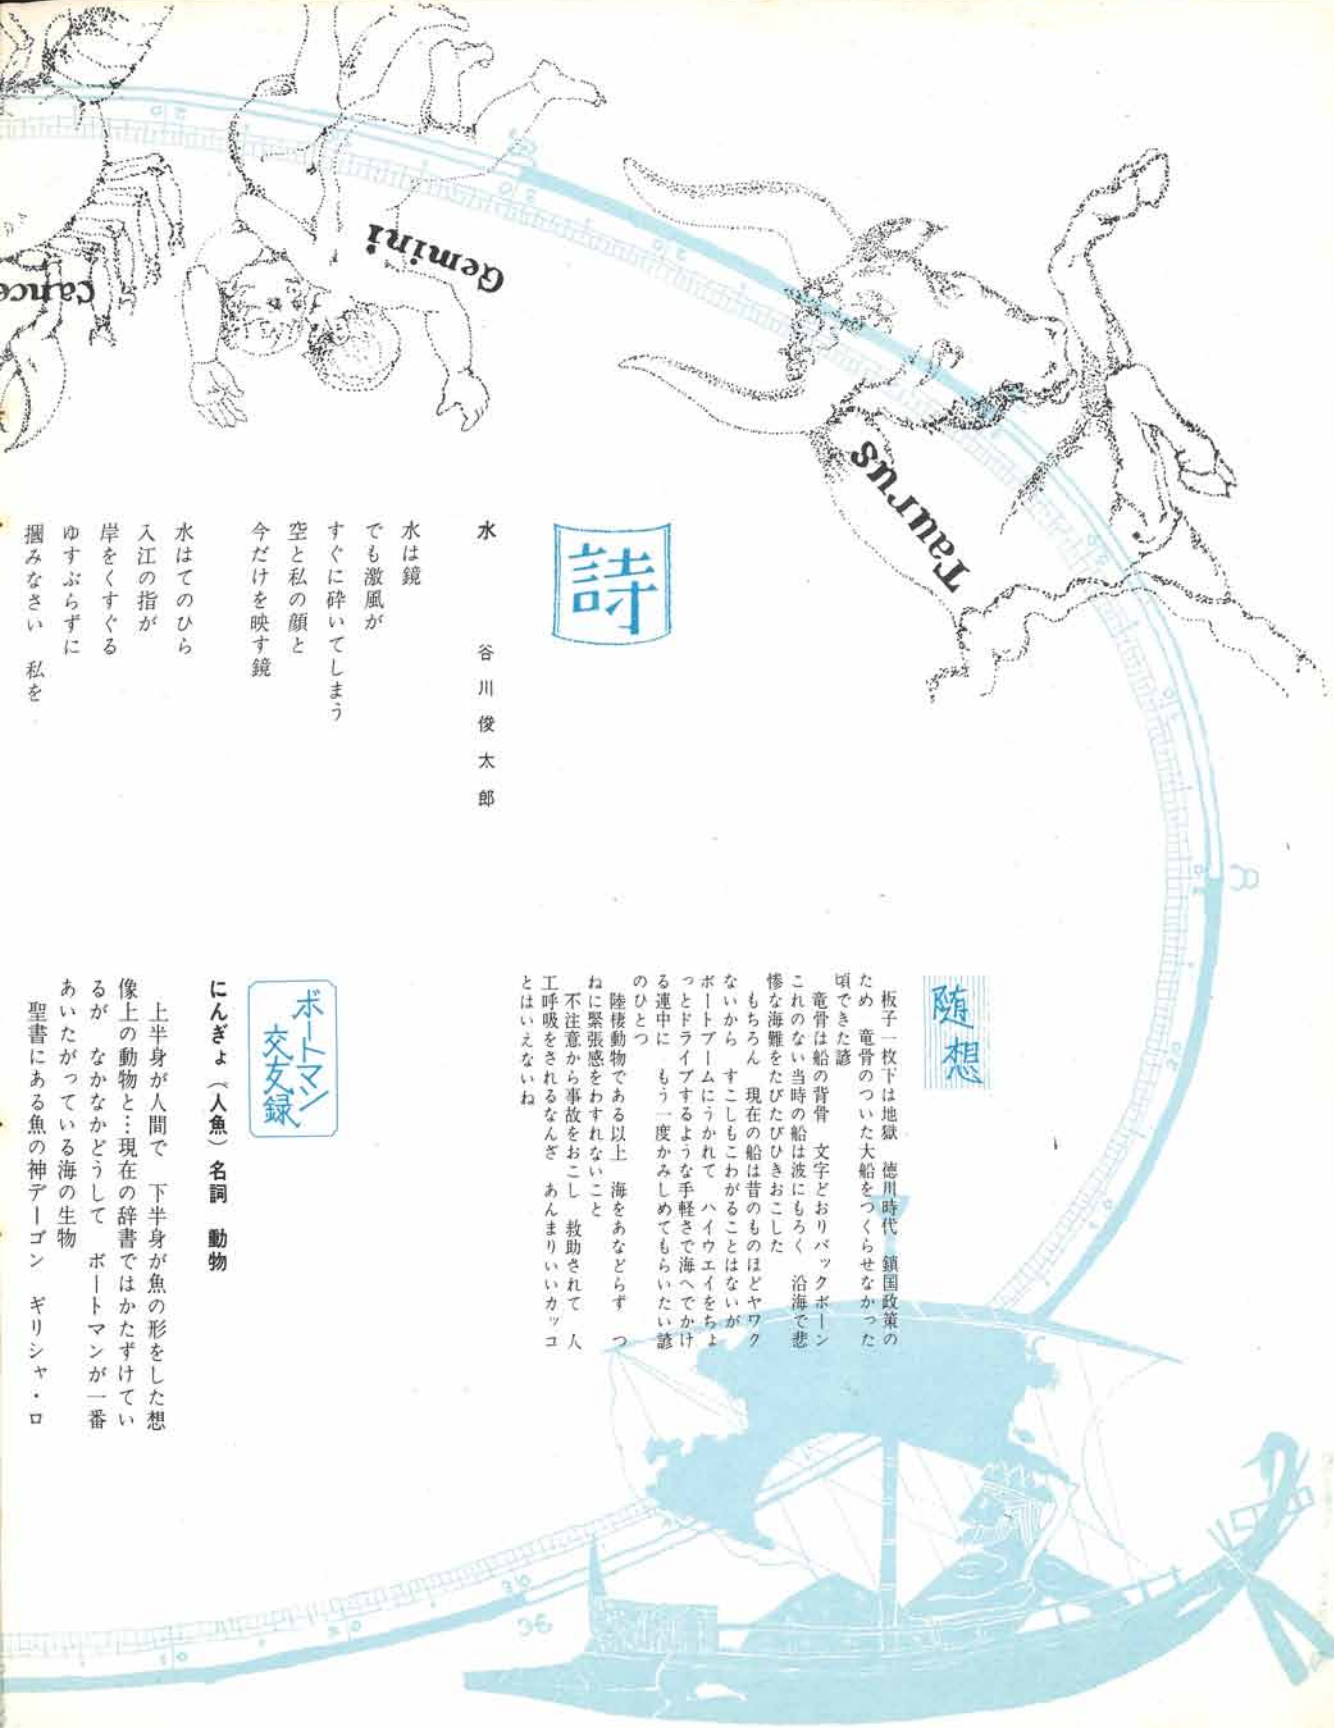 cance
Gemini
Taurus
詩
水　谷川俊太郎
水は鏡
でも激風が
すぐに砕いてしまう
空と私の顔と
今だけを映す鏡
水はてのひら
入江の指が
岸をくすぐる
ゆすぶらずに
摑みなさい　私を
随想
板子一枚下は地獄　徳川時代　鎖国政策の
ため　竜骨のついた大船をつくらせなかった
頃できた諺
竜骨は船の背骨　文字どおりバックボーン
これのない当時の船は波にもろく　沿海で悲
惨な海難をたびたびひきおこした
もちろん　現在の船は昔のものほどヤワク
ないから　すこしもこわがることはないが
ボートブームにうかれて　ハイウエイをちょ
っとドライブするような手軽さで海へでかけ
る連中に　もう一度かみしめてもらいたい諺
のひとつ
陸棲動物である以上　海をあなどらず　つ
ねに緊張感をわすれないこと
不注意から事故をおこし　救助されて　人
工呼吸をされるなんざ　あんまりいいカッコ
とはいえないね
ボートマン
交友録
にんぎょ（人魚）名詞　動物
上半身が人間で　下半身が魚の形をした想
像上の動物と…現在の辞書ではかたずけてい
るが　なかなかどうして　ボートマンが一番
あいたがっている海の生物
聖書にある魚の神デーゴン　ギリシャ・ロ